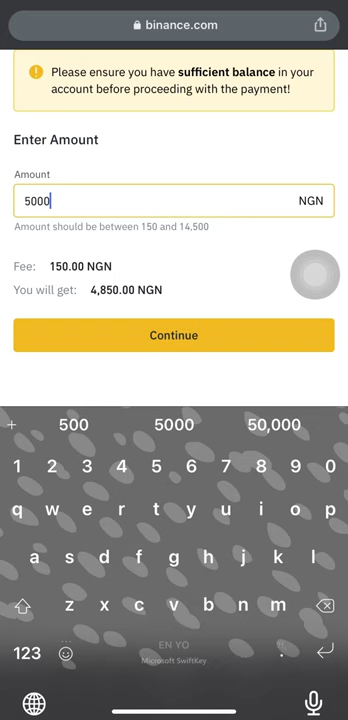 binance.com
Please ensure you have sufficient balance in your
account before proceeding with the payment!
Enter Amount
Amount
5000 NGN
Amount should be between 150 and 14,500
Fee: 150.00 NGN
You will get: 4,850.00 NGN
Continue
+ 500 5000 50,000
1 2 3 4 5 6 7 8 9 0
q w e r t y u i o p
a s d f g h j k l
z x c v b n m
123 EN YO .
Microsoft SwiftKey